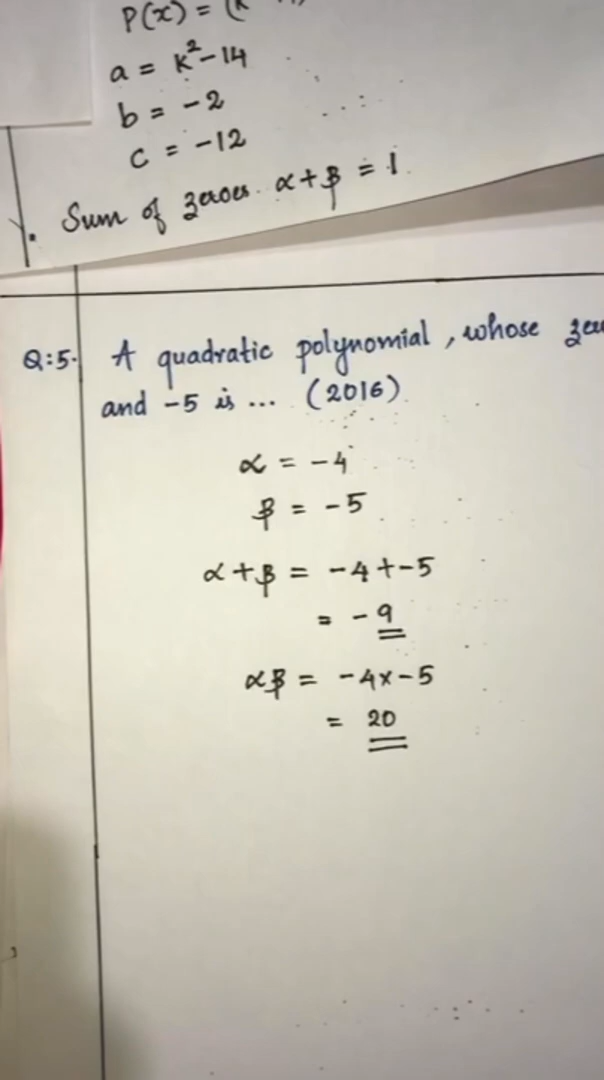 P(x) = (K
a = K²-14
b = -2
c = -12
Sum of zeroes α+β = 1
Q:5. A quadratic polynomial, whose
and -5 is ... (2016)
α = -4
β = -5
α+β = -4+-5
= -9
αβ = -4x-5
= 20